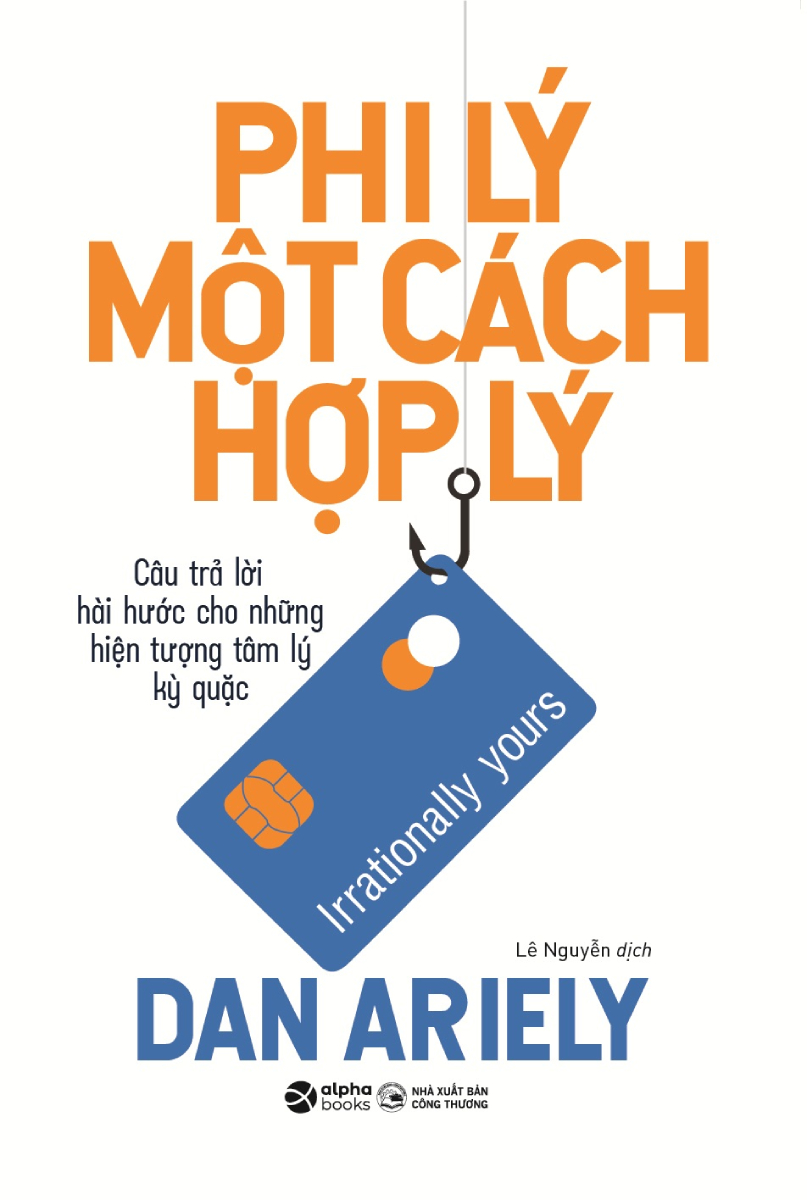 PHI LÝ
MỘT CÁCH
HỢP LÝ
Câu trả lời
hài hước cho những
hiện tượng tâm lý
kỳ quặc
Irrationally yours
Lê Nguyễn dịch
DAN ARIELY
alpha
books
NHÀ XUẤT BẢN
CÔNG THƯƠNG